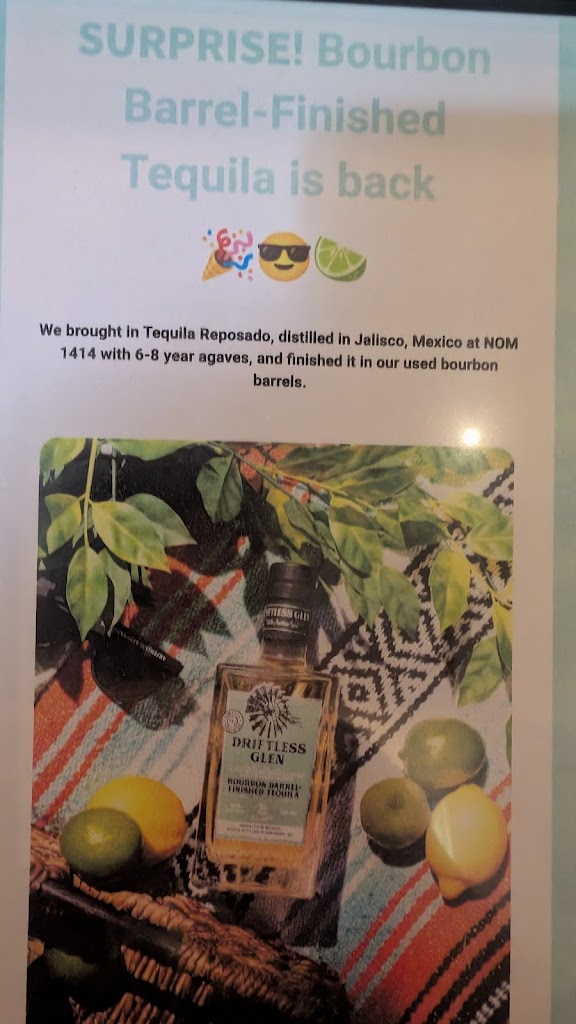 SURPRISE! Bourbon
Barrel-Finished
Tequila is back
We brought in Tequila Reposado, distilled in Jalisco, Mexico at NOM
1414 with 6-8 year agaves, and finished it in our used bourbon
barrels.
DRIFTLESS GLEN
DRIFTLESS
GLEN
BOURBON BARREL-
FINISHED TEQUILA